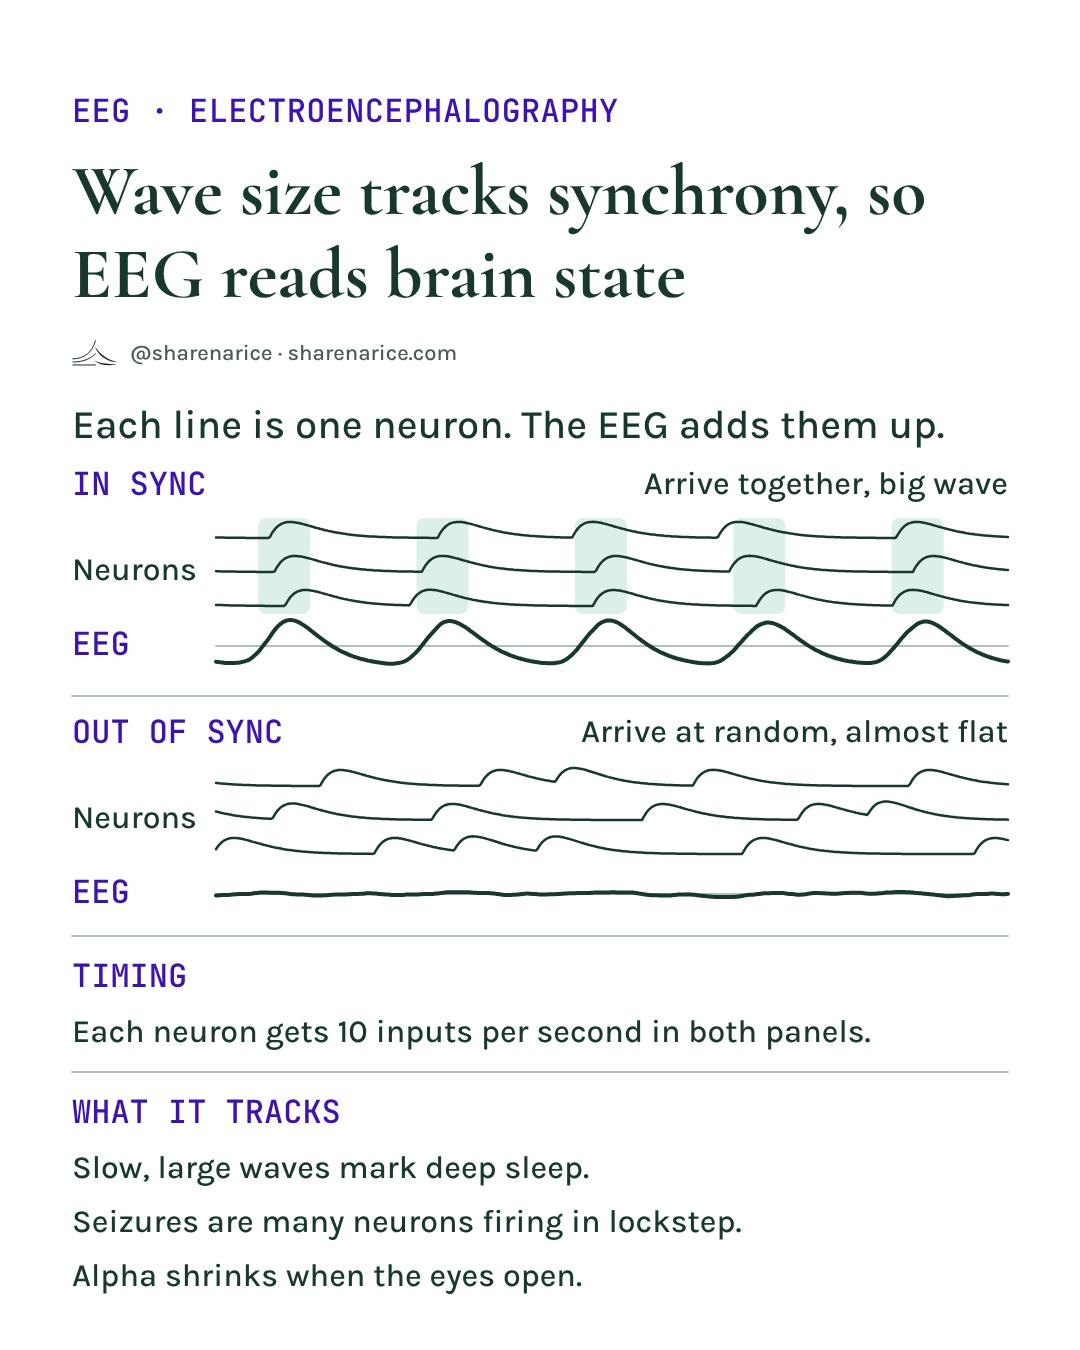 EEG · ELECTROENCEPHALOGRAPHY
Wave size tracks synchrony, so
EEG reads brain state
@sharenarice · sharenarice.com
Each line is one neuron. The EEG adds them up.
IN SYNC
Arrive together, big wave
Neurons
EEG
OUT OF SYNC
Arrive at random, almost flat
Neurons
EEG
TIMING
Each neuron gets 10 inputs per second in both panels.
WHAT IT TRACKS
Slow, large waves mark deep sleep.
Seizures are many neurons firing in lockstep.
Alpha shrinks when the eyes open.